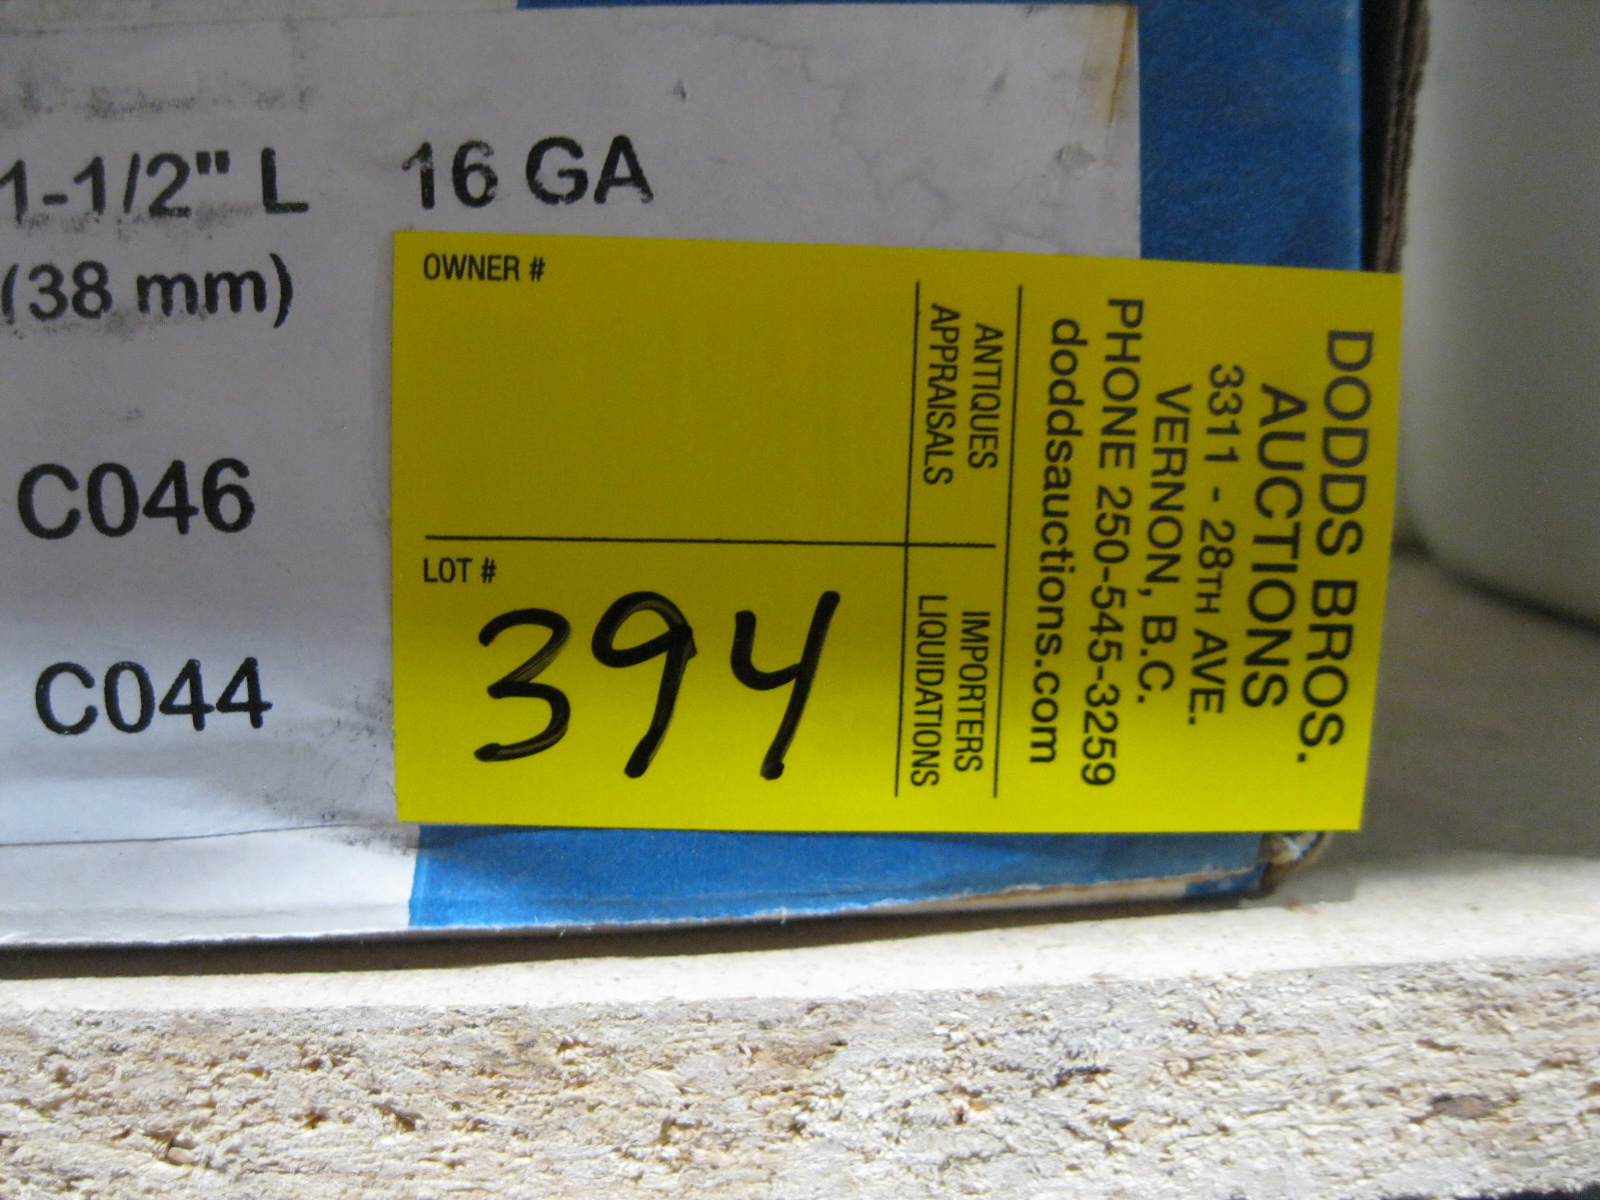 1-1/2" L 16 GA
(38 mm)
C046
C044
OWNER #
LOT #
394
ANTIQUES
APPRAISALS
IMPORTERS
LIQUIDATIONS
DODDS BROS.
AUCTIONS
3311 - 28TH AVE.
VERNON, B.C.
PHONE 250-545-3259
doddsauctions.com